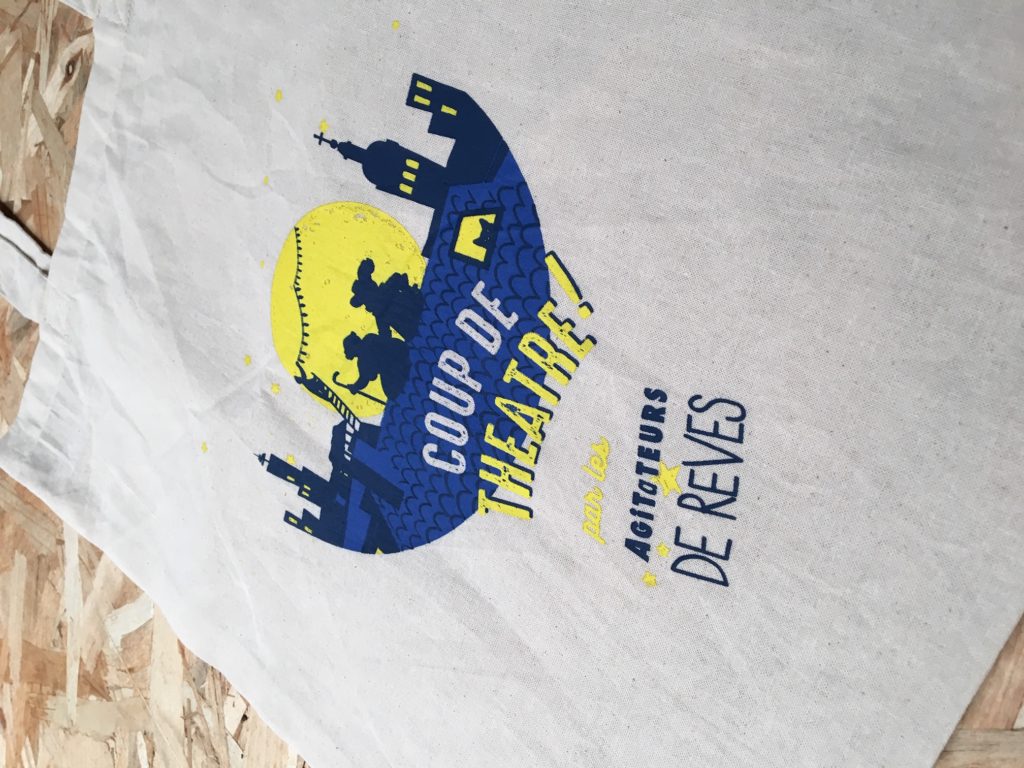 COUP DE
THEATRE!
par les
AGiTaTEURS
DE REVES